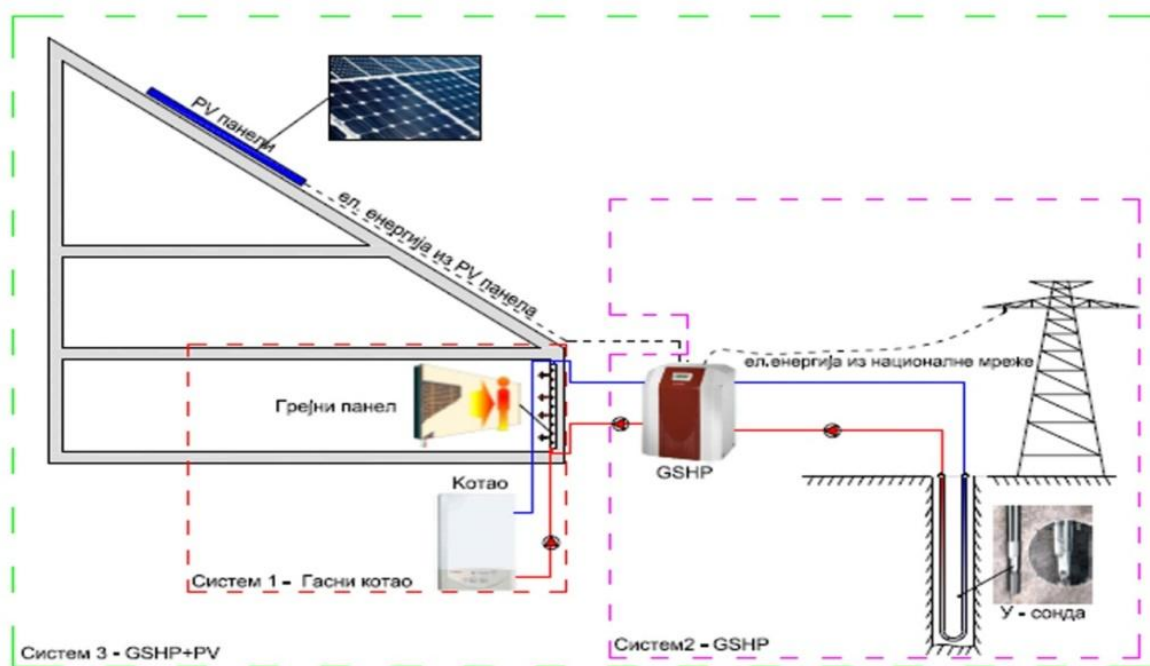 PV панели
ел. енергија из PV панела
ел.енергија из националне мреже
Грејни панел
GSHP
Котао
У - сонда
Систем 1 - Гасни котао
Систем 3 - GSHP+PV
Систем2 - GSHP